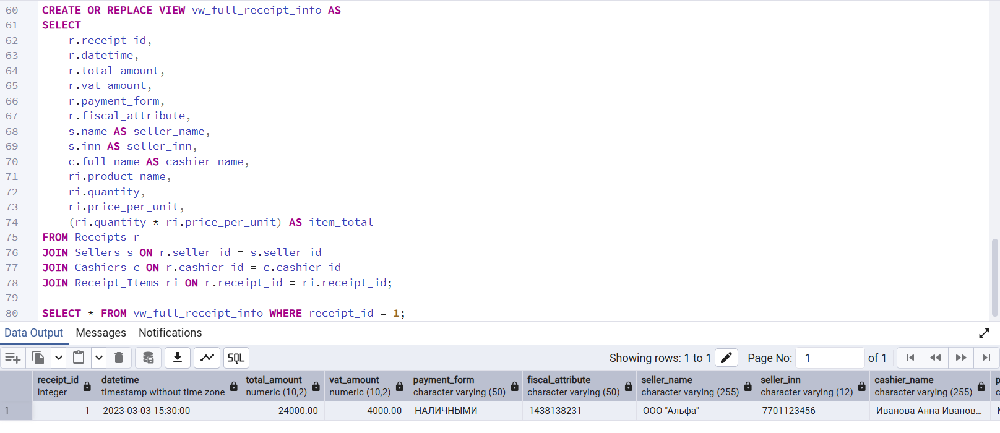 60 CREATE OR REPLACE VIEW vw_full_receipt_info AS
61 SELECT
62 r.receipt_id,
63 r.datetime,
64 r.total_amount,
65 r.vat_amount,
66 r.payment_form,
67 r.fiscal_attribute,
68 s.name AS seller_name,
69 s.inn AS seller_inn,
70 c.full_name AS cashier_name,
71 ri.product_name,
72 ri.quantity,
73 ri.price_per_unit,
74 (ri.quantity * ri.price_per_unit) AS item_total
75 FROM Receipts r
76 JOIN Sellers s ON r.seller_id = s.seller_id
77 JOIN Cashiers c ON r.cashier_id = c.cashier_id
78 JOIN Receipt_Items ri ON r.receipt_id = ri.receipt_id;
79
80 SELECT * FROM vw_full_receipt_info WHERE receipt_id = 1;
Data Output Messages Notifications
SQL Showing rows: 1 to 1 Page No: 1 of 1
receipt_id datetime total_amount vat_amount payment_form fiscal_attribute seller_name seller_inn cashier_name
integer timestamp without time zone numeric (10,2) numeric (10,2) character varying (50) character varying (50) character varying (255) character varying (12) character varying (255)
1 1 2023-03-03 15:30:00 24000.00 4000.00 НАЛИЧНЫМИ 1438138231 ООО "Альфа" 7701123456 Иванова Анна Иванов...